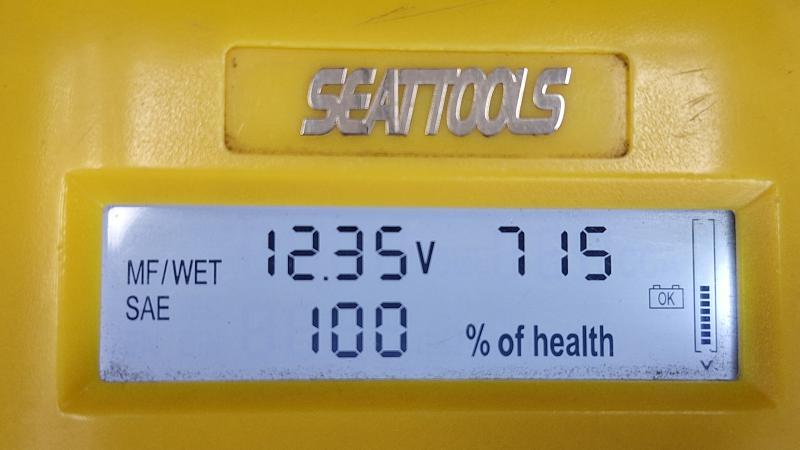 SEATTOOLS
MF/WET 12.35V 715
SAE 100 % of health
OK